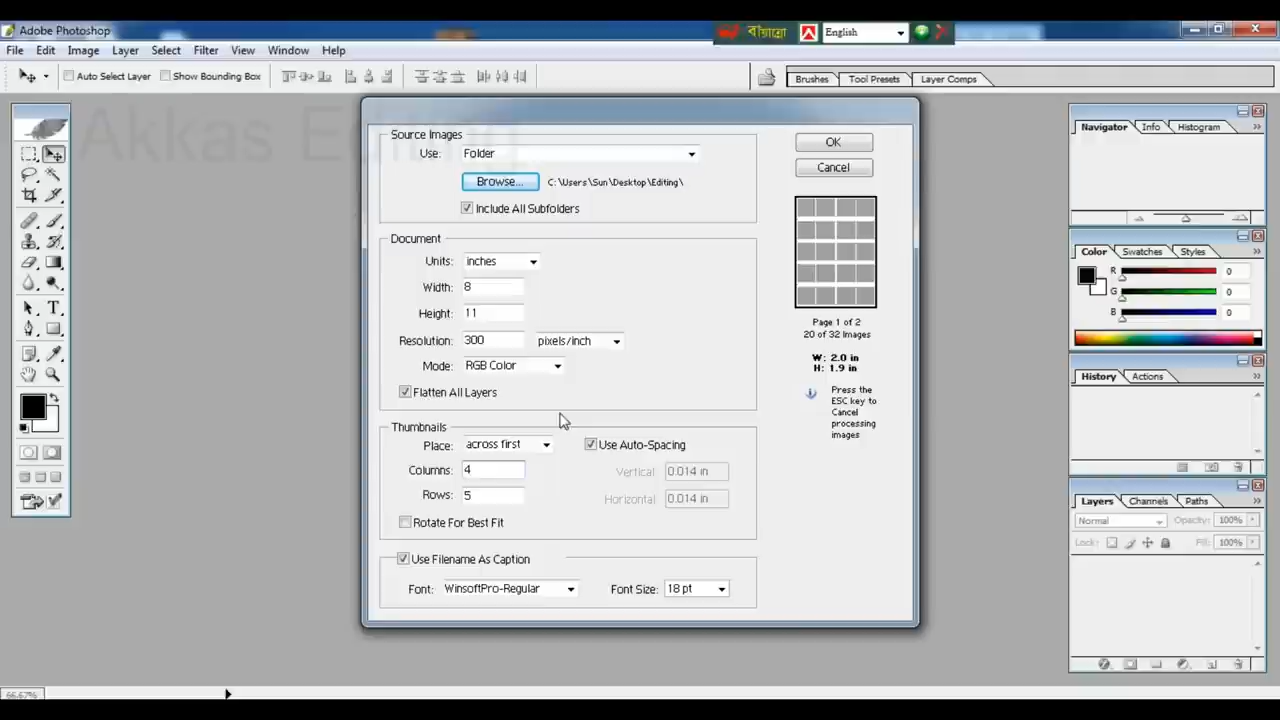 Adobe Photoshop
বায়ান্নো English
File Edit Image Layer Select Filter View Window Help
Auto Select Layer Show Bounding Box Brushes Tool Presets Layer Comps
Akkas Editing
Source Images
Use: Folder
Browse... C:\Users\Sun\Desktop\Editing\
Include All Subfolders
Document
Units: inches
Width: 8
Height: 11
Resolution: 300 pixels/inch
Mode: RGB Color
Flatten All Layers
Thumbnails
Place: across first Use Auto-Spacing
Columns: 4 Vertical: 0.014 in
Rows: 5 Horizontal: 0.014 in
Rotate For Best Fit
Use Filename As Caption
Font: WinsoftPro-Regular Font Size: 18 pt
OK
Cancel
Page 1 of 2
20 of 32 Images
W: 2.0 in
H: 1.9 in
Press the
ESC key to
Cancel
processing
images
Navigator Info Histogram
Color Swatches Styles
R 0
G 0
B 0
History Actions
Layers Channels Paths
Normal Opacity: 100%
Lock: Fill: 100%
66.67%